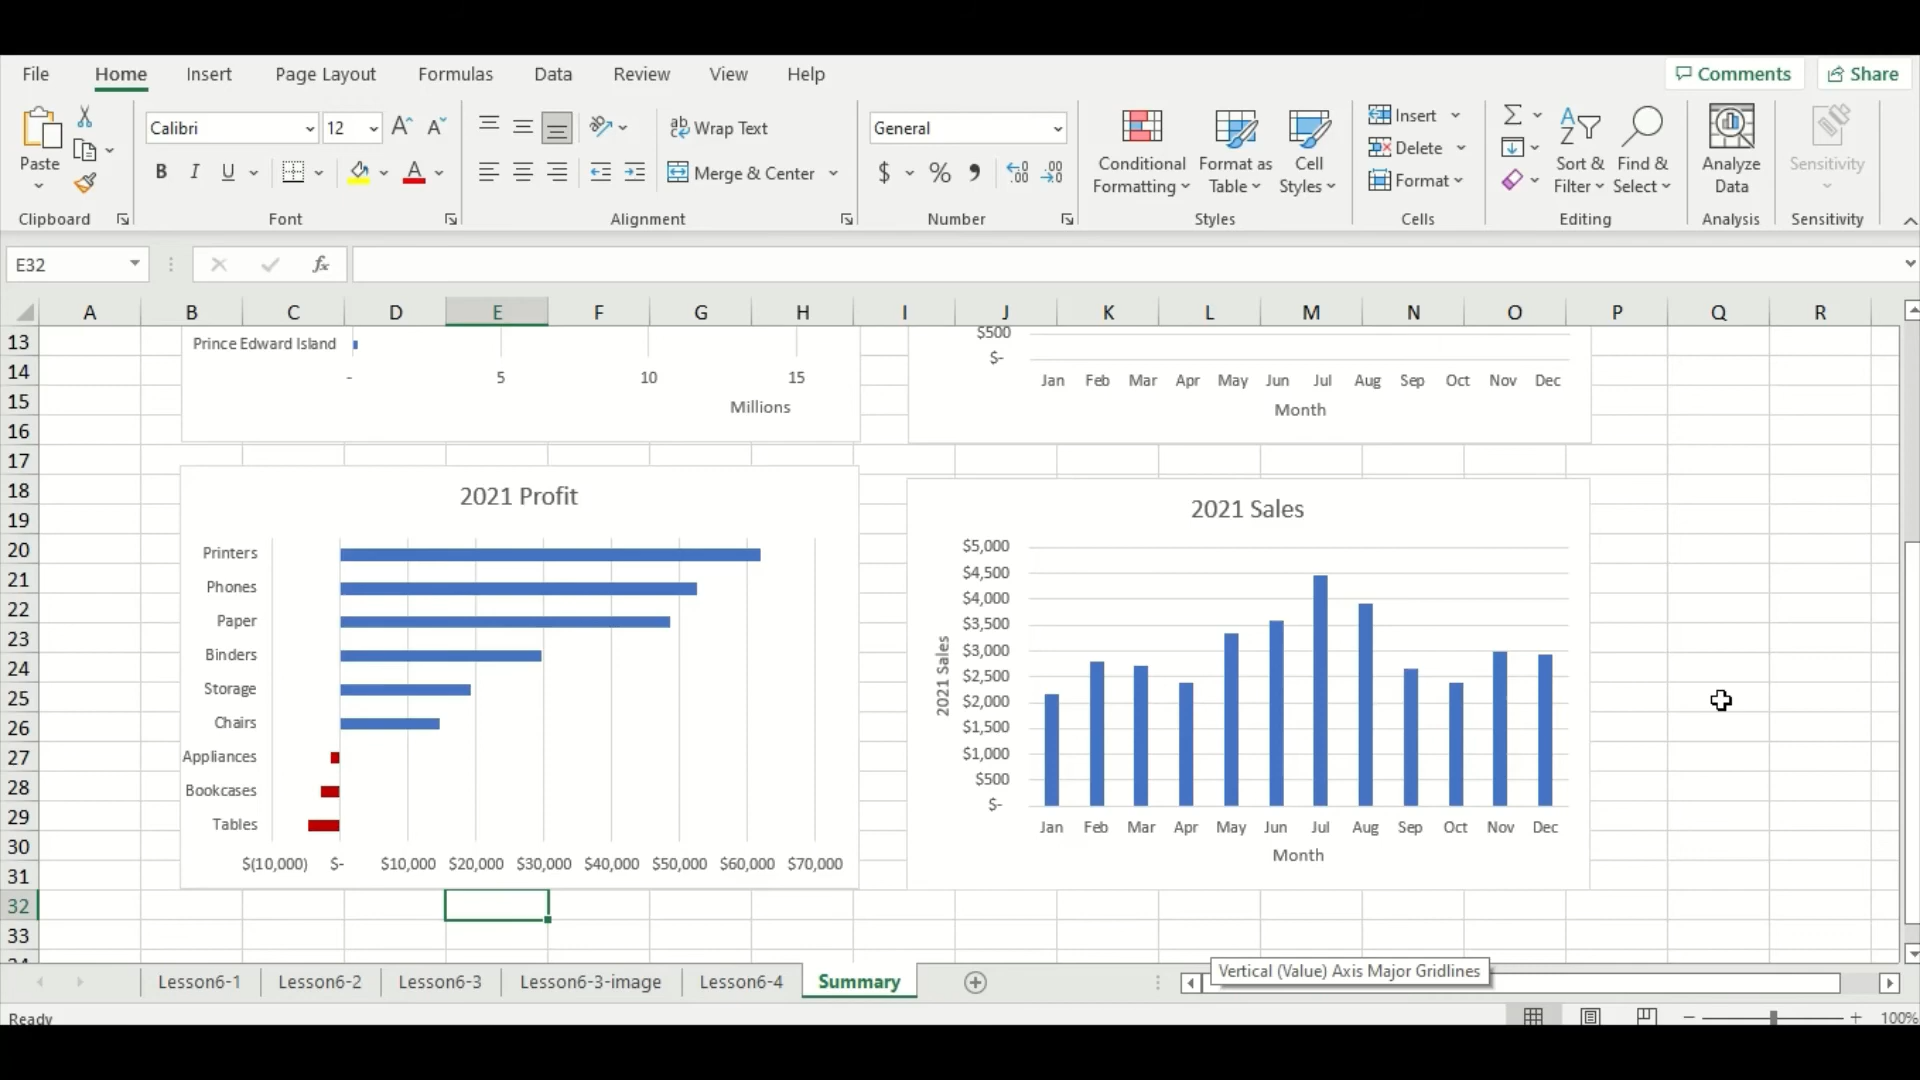 File Home Insert Page Layout Formulas Data Review View Help Comments Share
Calibri 12 Wrap Text General Insert
Paste Conditional Format as Cell Delete Sort & Find & Analyze Sensitivity
B I U Merge & Center $ % Formatting Table Styles Format Filter Select Data
Clipboard Font Alignment Number Styles Cells Editing Analysis Sensitivity
E32 fx
A B C D E F G H I J K L M N O P Q R
13
14
15
16
17
18
19
20
21
22
23
24
25
26
27
28
29
30
31
32
33
Prince Edward Island
- 5 10 15
Millions
$500
$-
Jan Feb Mar Apr May Jun Jul Aug Sep Oct Nov Dec
Month
2021 Profit
Printers
Phones
Paper
Binders
Storage
Chairs
Appliances
Bookcases
Tables
$(10,000) $- $10,000 $20,000 $30,000 $40,000 $50,000 $60,000 $70,000
2021 Sales
2021 Sales
$5,000
$4,500
$4,000
$3,500
$3,000
$2,500
$2,000
$1,500
$1,000
$500
$-
Jan Feb Mar Apr May Jun Jul Aug Sep Oct Nov Dec
Month
Lesson6-1 Lesson6-2 Lesson6-3 Lesson6-3-image Lesson6-4 Summary
Vertical (Value) Axis Major Gridlines
Ready 100%